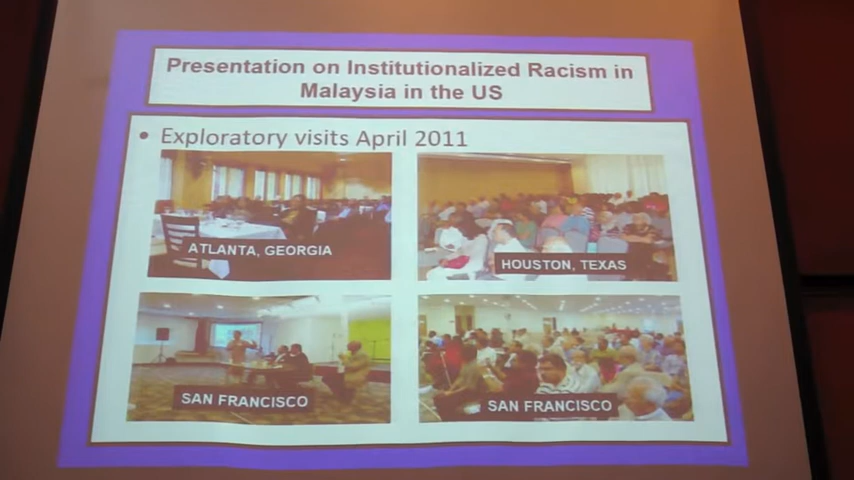 Presentation on Institutionalized Racism in
Malaysia in the US
• Exploratory visits April 2011
ATLANTA, GEORGIA
HOUSTON, TEXAS
SAN FRANCISCO
SAN FRANCISCO